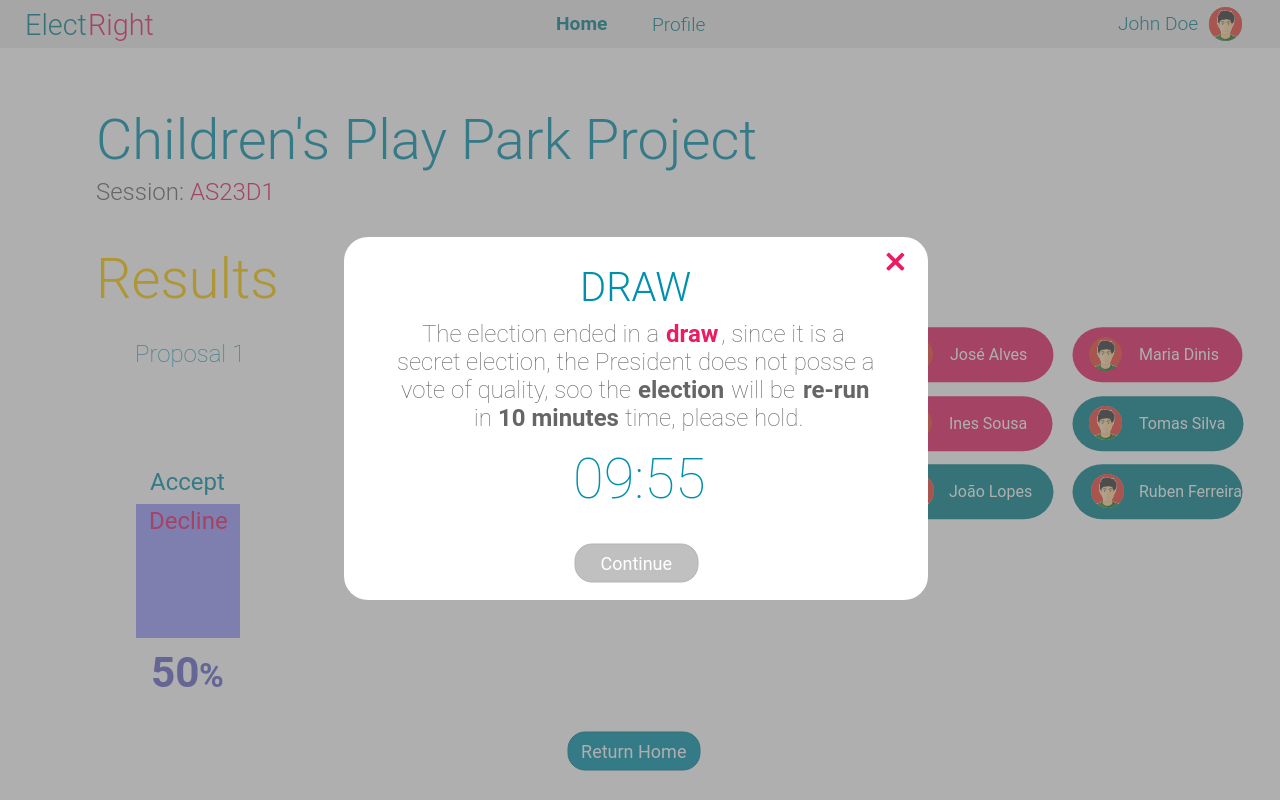 ElectRight
Home
Profile
John Doe
Children's Play Park Project
Session: AS23D1
Results
Proposal 1
Accept
Decline
50%
DRAW
The election ended in a draw, since it is a
secret election, the President does not posse a
vote of quality, soo the election will be re-run
in 10 minutes time, please hold.
09:55
Continue
José Alves
Maria Dinis
Ines Sousa
Tomas Silva
João Lopes
Ruben Ferreira
Return Home